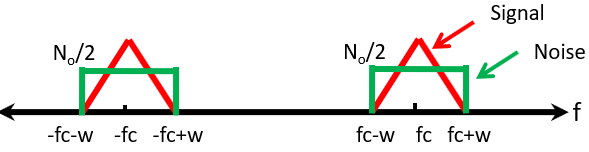 Signal
N₀/2
N₀/2
Noise
f
-fc-w
-fc
-fc+w
fc-w
fc
fc+w